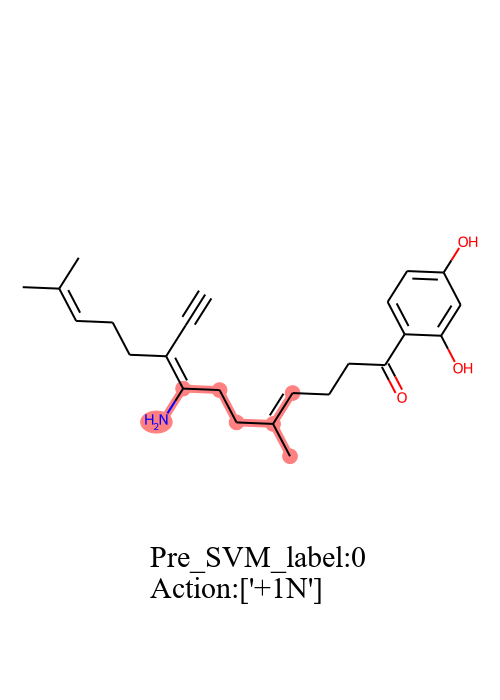 OH
OH
O
H2N
Pre_SVM_label:0
Action:['+1N']